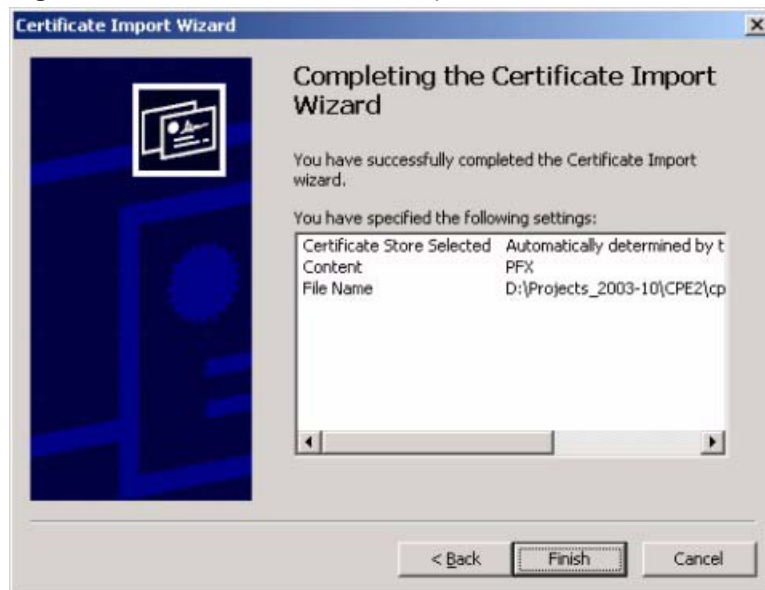 Certificate Import Wizard
Completing the Certificate Import
Wizard
You have successfully completed the Certificate Import
wizard.
You have specified the following settings:
Certificate Store Selected Automatically determined by t
Content PFX
File Name D:\Projects_2003-10\CPE2\cp
< Back Finish Cancel